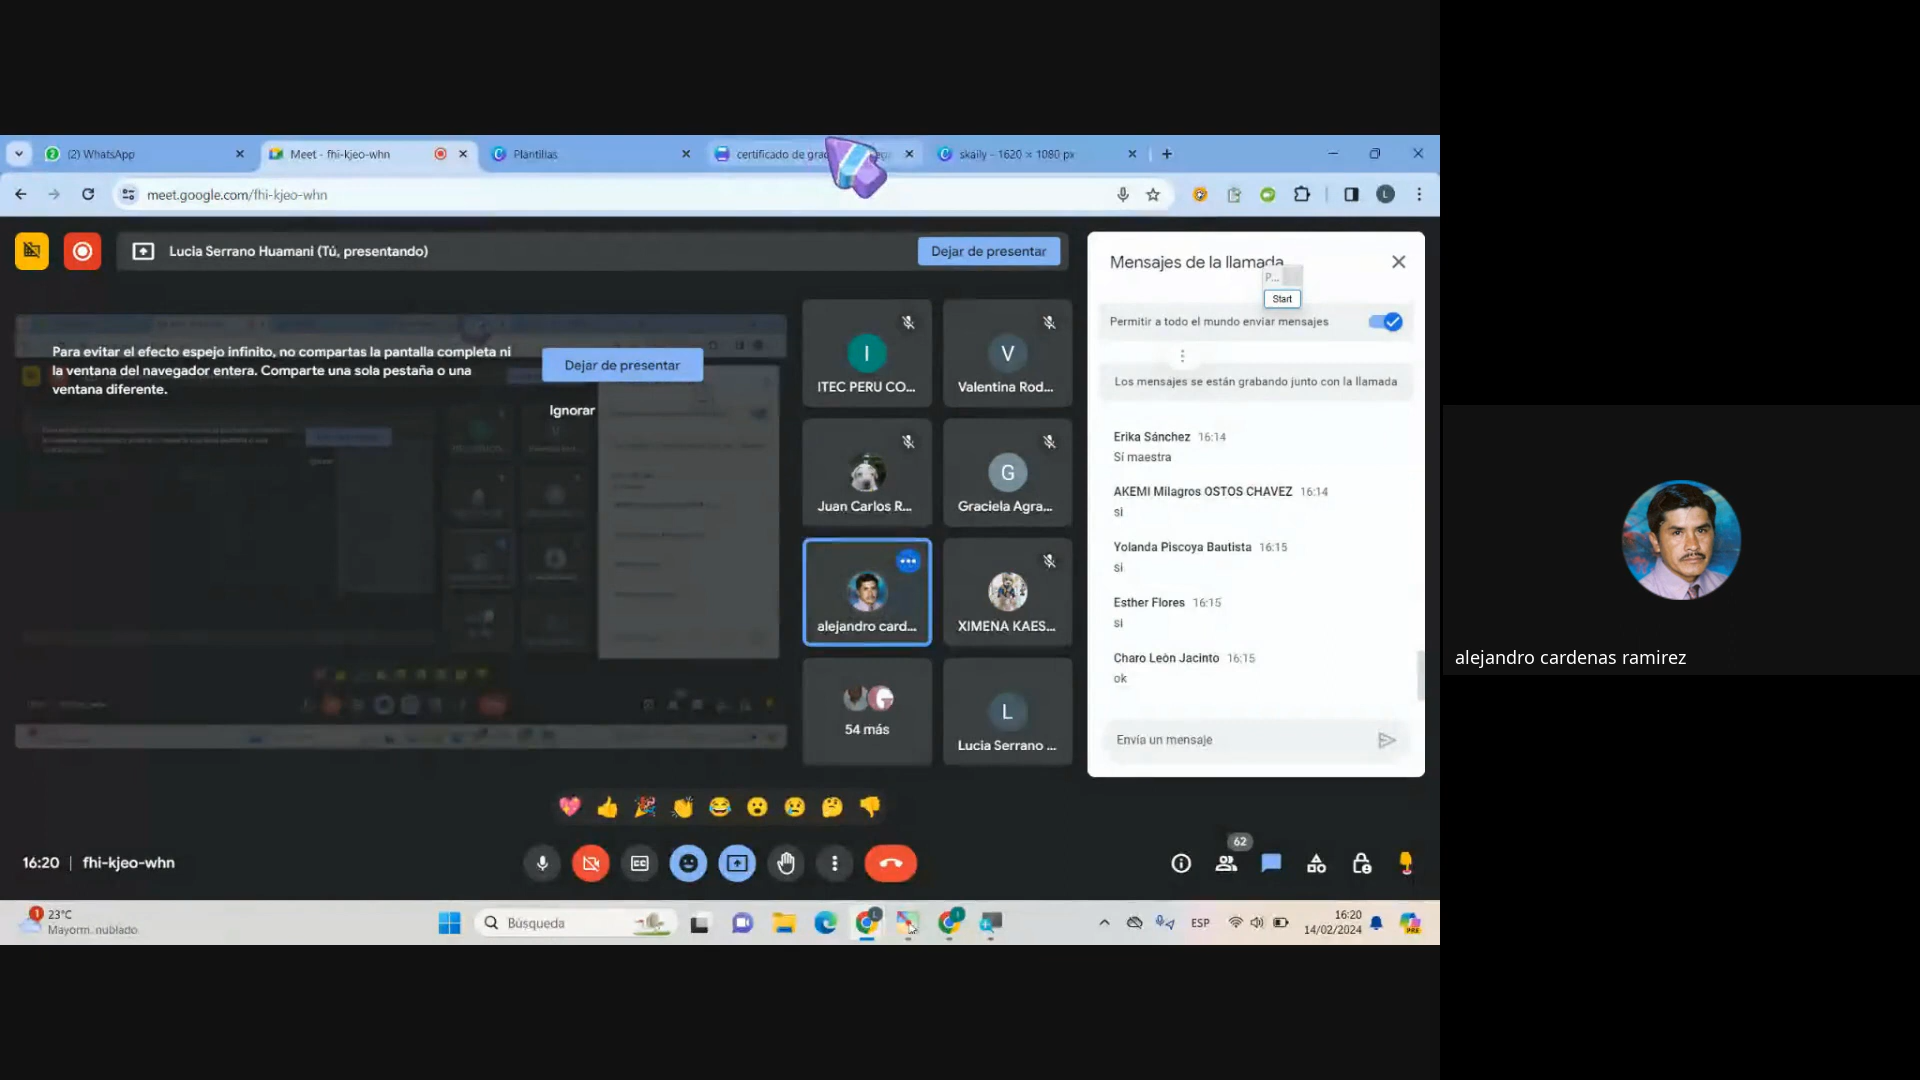 (2) WhatsApp
Meet - fhi-kjeo-whn
Plantillas
certificado de grad
skaily – 1620 × 1080 px
meet.google.com/fhi-kjeo-whn
L
Lucia Serrano Huamani (Tú, presentando)
Dejar de presentar
Para evitar el efecto espejo infinito, no compartas la pantalla completa ni
la ventana del navegador entera. Comparte una sola pestaña o una
ventana diferente.
Dejar de presentar
Ignorar
I
ITEC PERU CO...
V
Valentina Rod...
Juan Carlos R...
G
Graciela Agra...
alejandro card...
XIMENA KAES...
G
54 más
L
Lucia Serrano ...
Mensajes de la llamada
P...
Start
Permitir a todo el mundo enviar mensajes
Los mensajes se están grabando junto con la llamada
Erika Sánchez 16:14
Sí maestra
AKEMI Milagros OSTOS CHAVEZ 16:14
si
Yolanda Piscoya Bautista 16:15
si
Esther Flores 16:15
si
Charo Leòn Jacinto 16:15
ok
Envía un mensaje
16:20 | fhi-kjeo-whn
62
1
23°C
Mayorm. nublado
Búsqueda
ESP
16:20
14/02/2024
PRE
alejandro cardenas ramirez